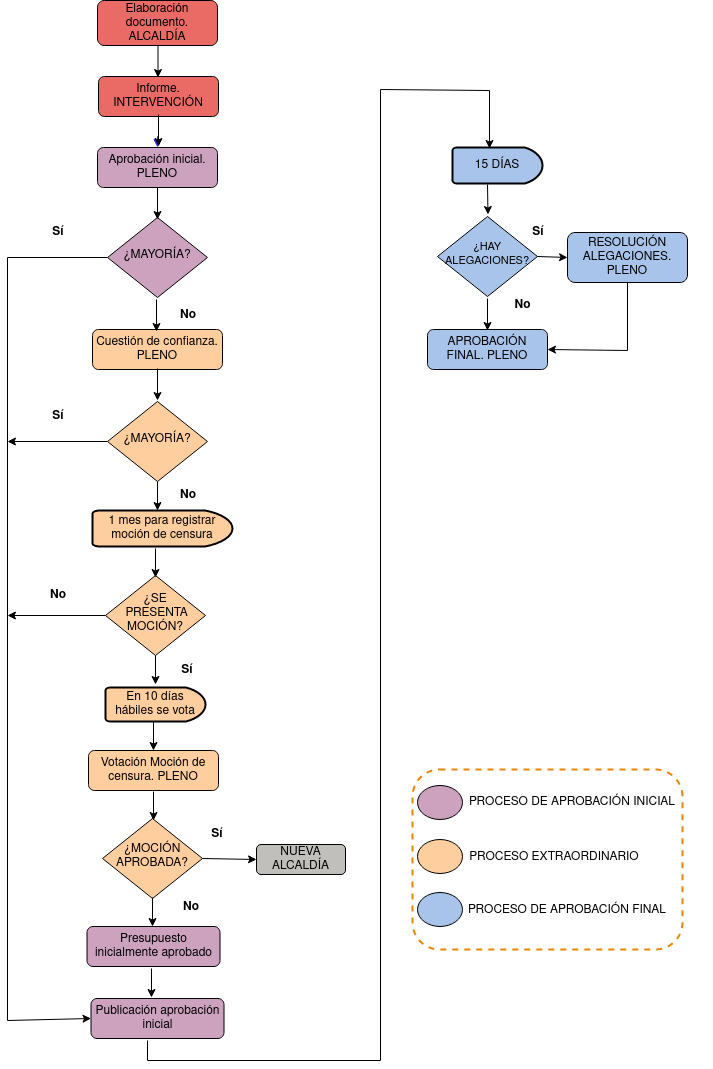 Elaboración
documento.
ALCALDÍA
Informe.
INTERVENCIÓN
Aprobación inicial.
PLENO
Sí
¿MAYORÍA?
No
Cuestión de confianza.
PLENO
Sí
¿MAYORÍA?
No
1 mes para registrar
moción de censura
No
¿SE
PRESENTA
MOCIÓN?
Sí
En 10 días
hábiles se vota
Votación Moción de
censura. PLENO
Sí
¿MOCIÓN
APROBADA?
NUEVA
ALCALDÍA
No
Presupuesto
inicialmente aprobado
Publicación aprobación
inicial
15 DÍAS
Sí
¿HAY
ALEGACIONES?
RESOLUCIÓN
ALEGACIONES.
PLENO
No
APROBACIÓN
FINAL. PLENO
PROCESO DE APROBACIÓN INICIAL
PROCESO EXTRAORDINARIO
PROCESO DE APROBACIÓN FINAL